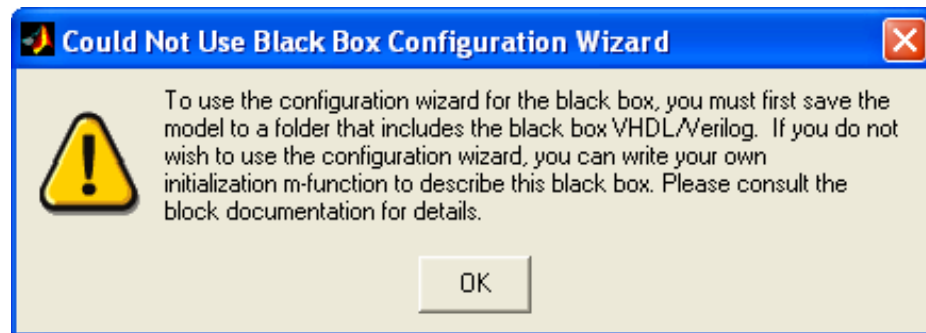 Could Not Use Black Box Configuration Wizard
To use the configuration wizard for the black box, you must first save the
model to a folder that includes the black box VHDL/Verilog.  If you do not
wish to use the configuration wizard, you can write your own
initialization m-function to describe this black box. Please consult the
block documentation for details.
OK